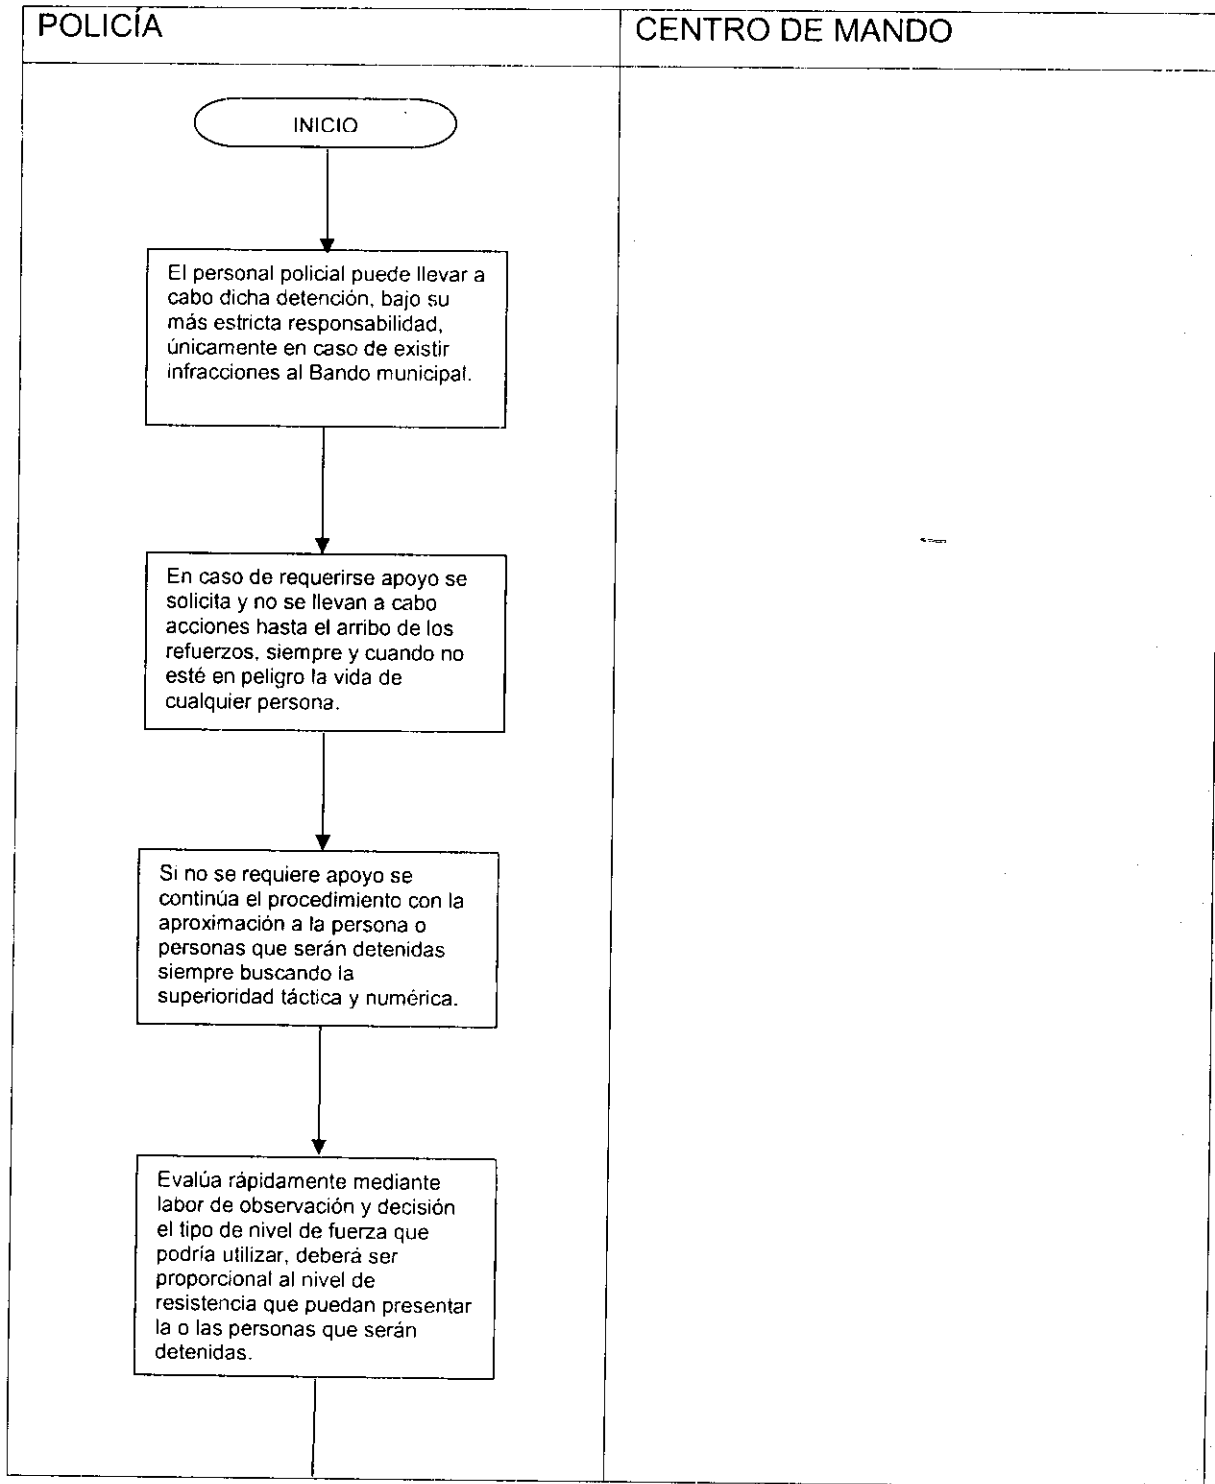 POLICÍA
CENTRO DE MANDO
INICIO
El personal policial puede llevar a
cabo dicha detención, bajo su
más estricta responsabilidad,
únicamente en caso de existir
infracciones al Bando municipal.
En caso de requerirse apoyo se
solicita y no se llevan a cabo
acciones hasta el arribo de los
refuerzos, siempre y cuando no
esté en peligro la vida de
cualquier persona.
Si no se requiere apoyo se
continúa el procedimiento con la
aproximación a la persona o
personas que serán detenidas
siempre buscando la
superioridad táctica y numérica.
Evalúa rápidamente mediante
labor de observación y decisión
el tipo de nivel de fuerza que
podría utilizar, deberá ser
proporcional al nivel de
resistencia que puedan presentar
la o las personas que serán
detenidas.